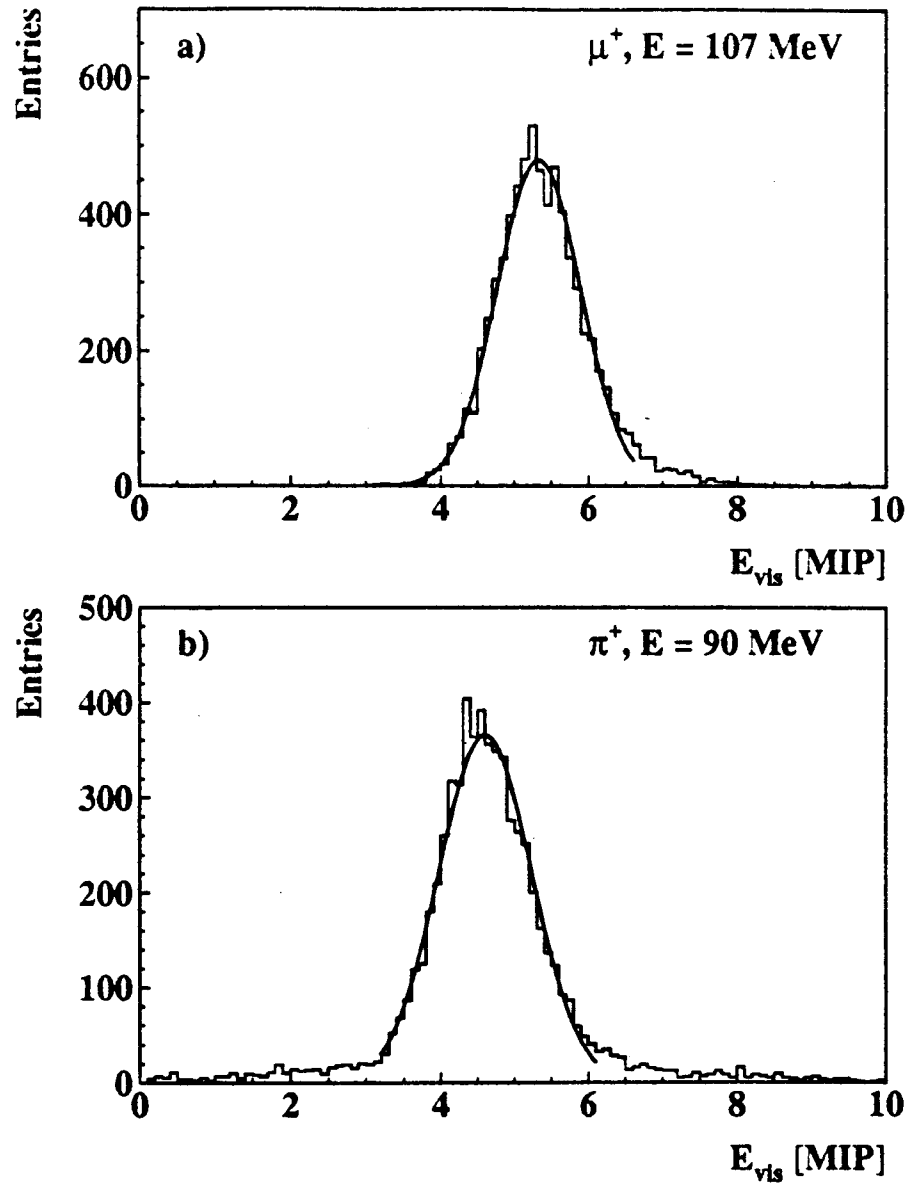 Entries
a)
μ⁺, E = 107 MeV
600
400
200
0
0 2 4 6 8 10
E_vis [MIP]
Entries
b)
π⁺, E = 90 MeV
500
400
300
200
100
0
0 2 4 6 8 10
E_vis [MIP]